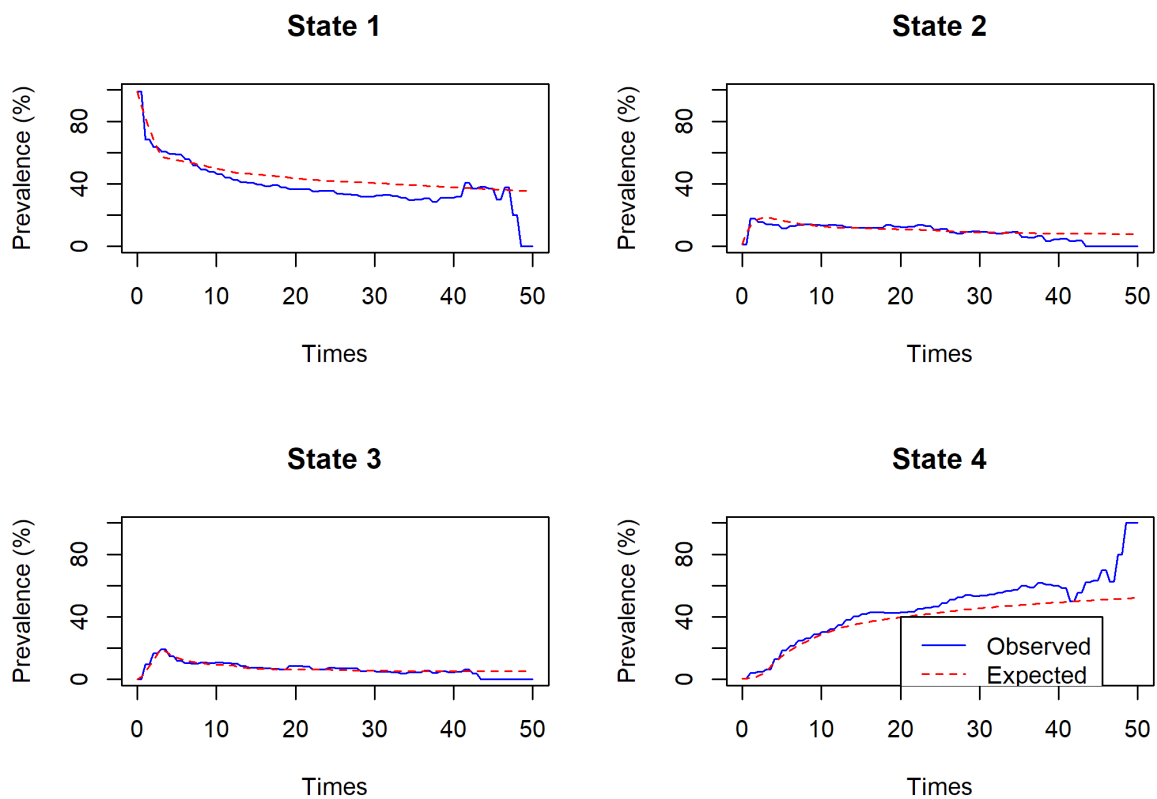 State 1
Prevalence (%)
0 40 80
0 10 20 30 40 50
Times
State 2
Prevalence (%)
0 40 80
0 10 20 30 40 50
Times
State 3
Prevalence (%)
0 40 80
0 10 20 30 40 50
Times
State 4
Prevalence (%)
0 40 80
Observed
Expected
0 10 20 30 40 50
Times